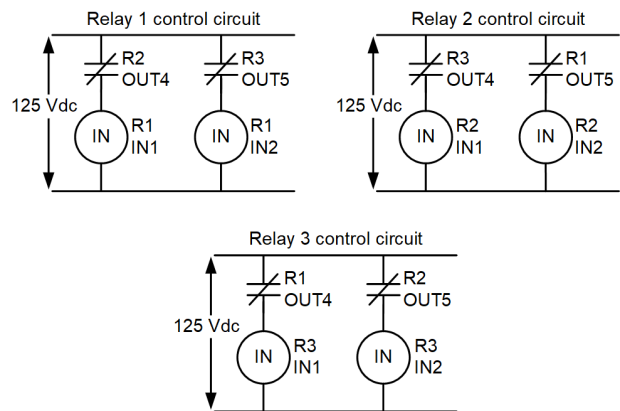 Relay 1 control circuit
R2
OUT4
R3
OUT5
125 Vdc
IN
R1
IN1
IN
R1
IN2
Relay 2 control circuit
R3
OUT4
R1
OUT5
125 Vdc
IN
R2
IN1
IN
R2
IN2
Relay 3 control circuit
R1
OUT4
R2
OUT5
125 Vdc
IN
R3
IN1
IN
R3
IN2